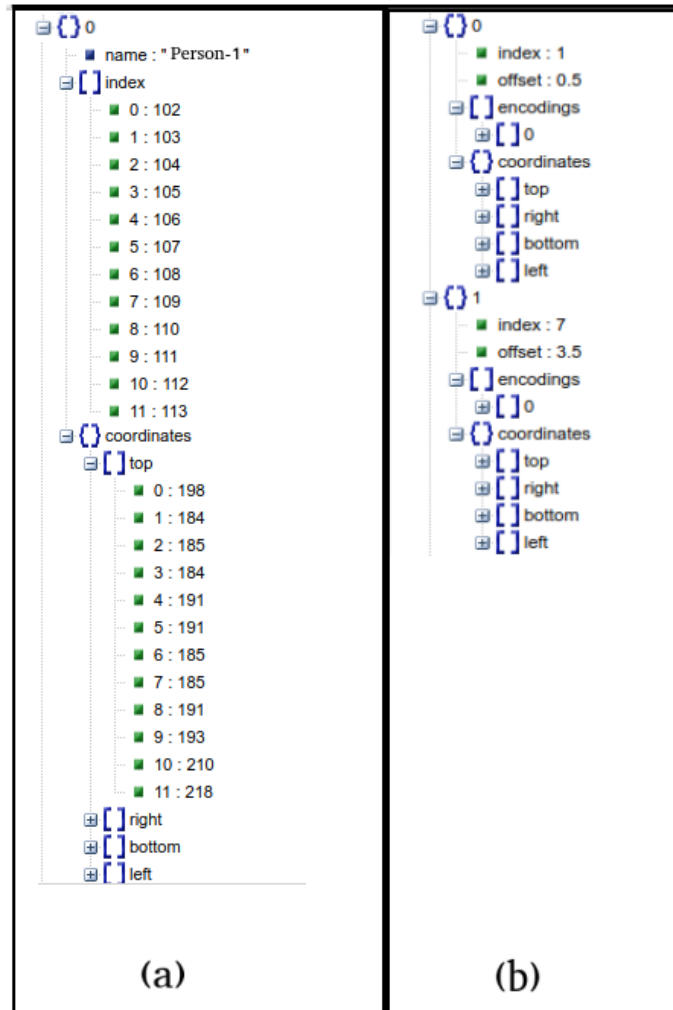 0
name : "Person-1"
index
0 : 102
1 : 103
2 : 104
3 : 105
4 : 106
5 : 107
6 : 108
7 : 109
8 : 110
9 : 111
10 : 112
11 : 113
coordinates
top
0 : 198
1 : 184
2 : 185
3 : 184
4 : 191
5 : 191
6 : 185
7 : 185
8 : 191
9 : 193
10 : 210
11 : 218
right
bottom
left
(a)
0
index : 1
offset : 0.5
encodings
0
coordinates
top
right
bottom
left
1
index : 7
offset : 3.5
encodings
0
coordinates
top
right
bottom
left
(b)